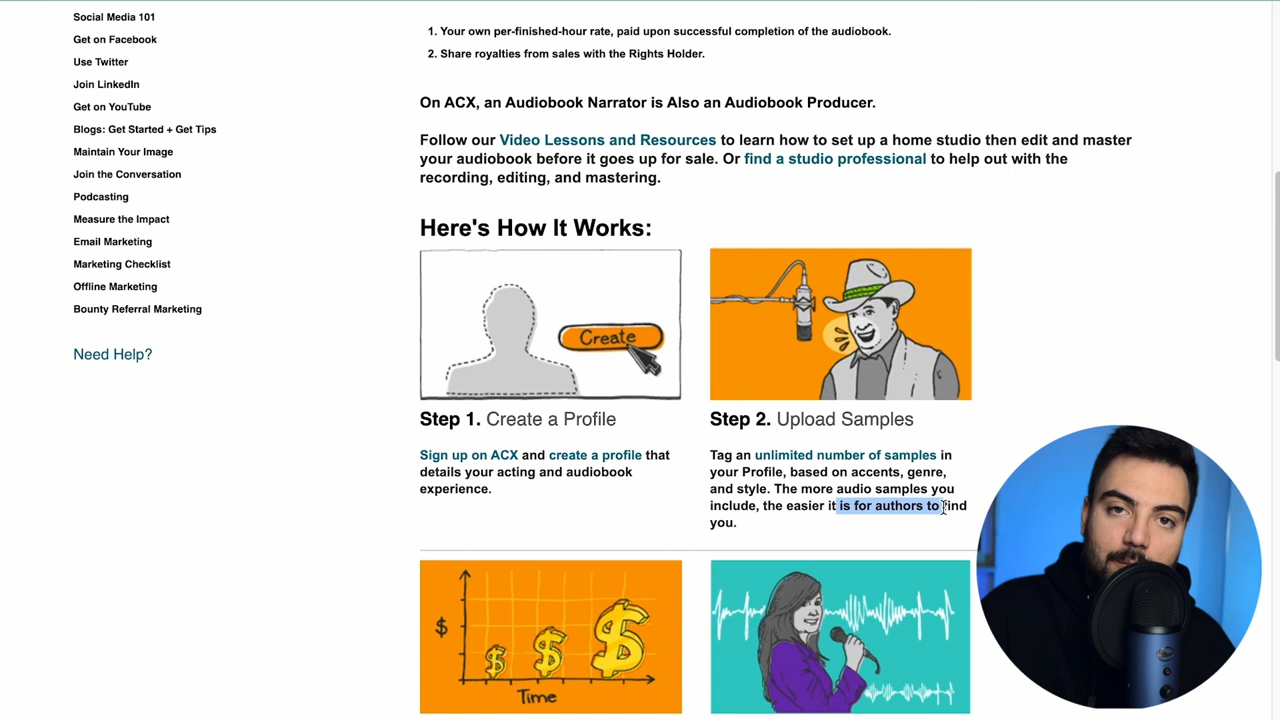 Social Media 101
Get on Facebook
Use Twitter
Join LinkedIn
Get on YouTube
Blogs: Get Started + Get Tips
Maintain Your Image
Join the Conversation
Podcasting
Measure the Impact
Email Marketing
Marketing Checklist
Offline Marketing
Bounty Referral Marketing
Need Help?
1. Your own per-finished-hour rate, paid upon successful completion of the audiobook.
2. Share royalties from sales with the Rights Holder.
On ACX, an Audiobook Narrator is Also an Audiobook Producer.
Follow our Video Lessons and Resources to learn how to set up a home studio then edit and master
your audiobook before it goes up for sale. Or find a studio professional to help out with the
recording, editing, and mastering.
Here's How It Works:
Create
Step 1. Create a Profile
Sign up on ACX and create a profile that
details your acting and audiobook
experience.
Step 2. Upload Samples
Tag an unlimited number of samples in
your Profile, based on accents, genre,
and style. The more audio samples you
include, the easier it is for authors to find
you.
$
$ $ $
Time